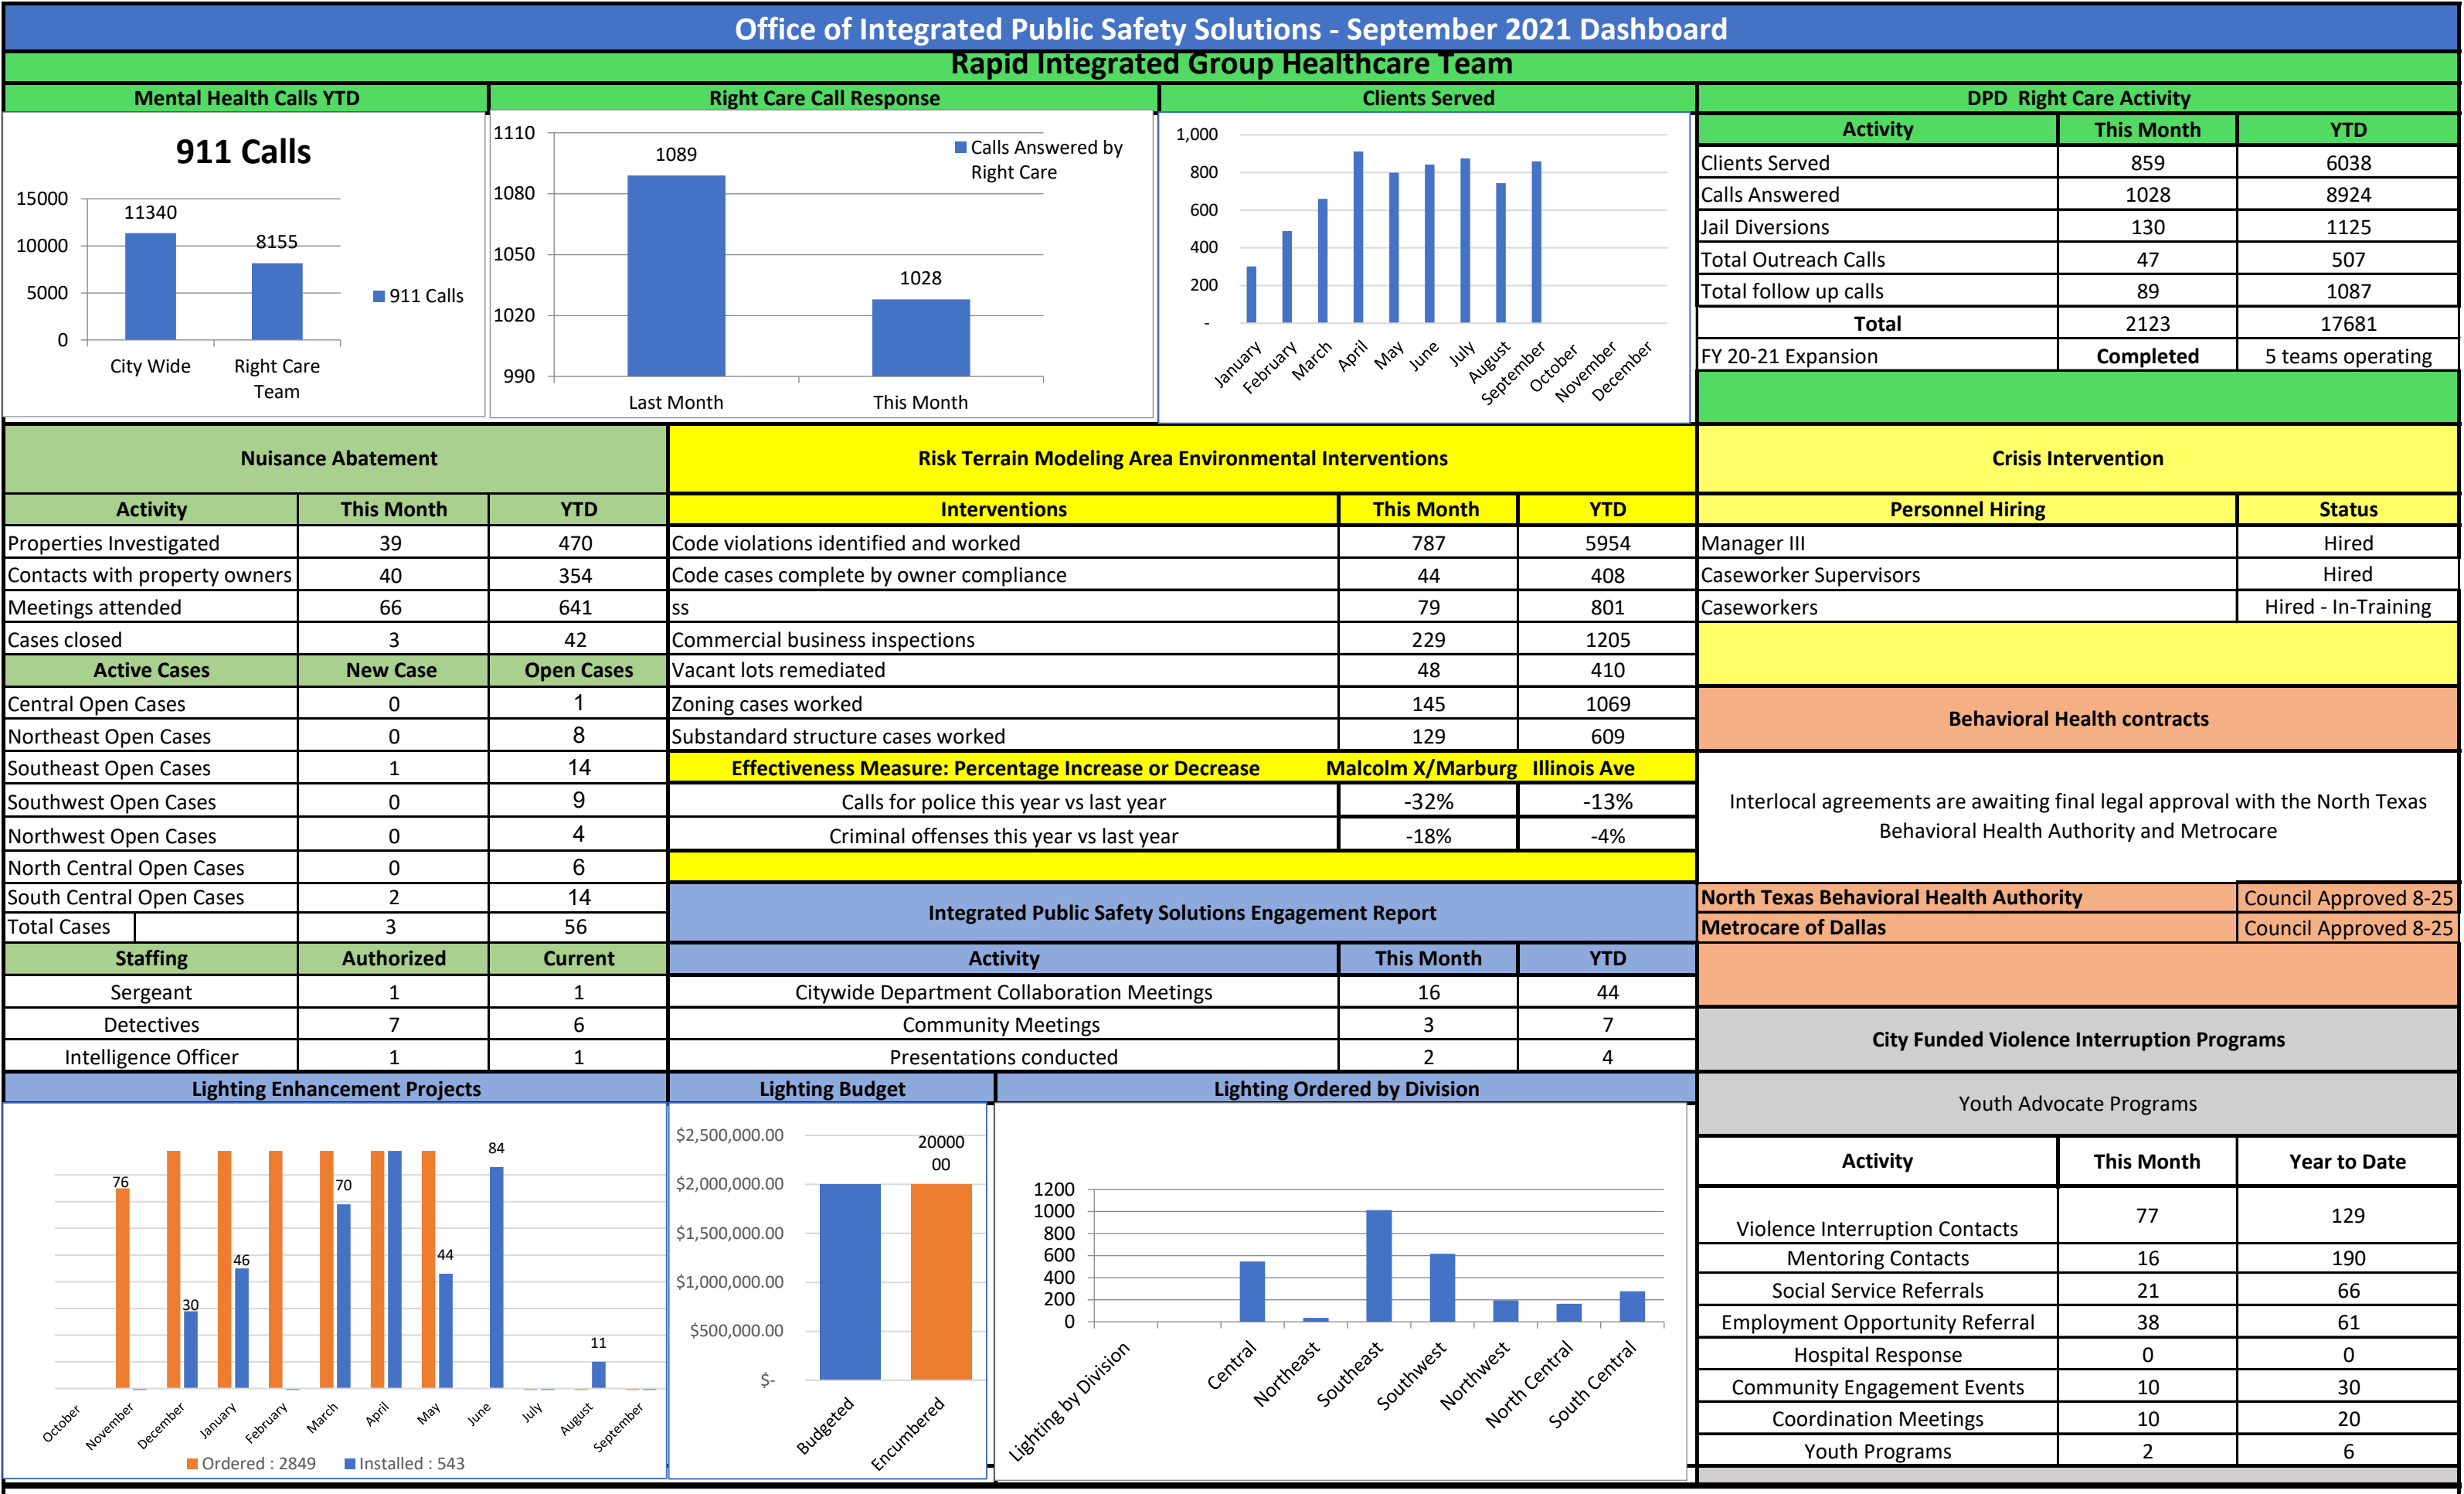 Office of Integrated Public Safety Solutions - September 2021 Dashboard
Rapid Integrated Group Healthcare Team
Mental Health Calls YTD
911 Calls
15000
10000
5000
0
11340
8155
City Wide
Right Care
Team
911 Calls
Right Care Call Response
1110
1080
1050
1020
990
1089
1028
Last Month
This Month
Calls Answered by
Right Care
Clients Served
1,000
800
600
400
200
-
January
February
March
April
May
June
July
August
September
October
November
December
DPD Right Care Activity
Activity This Month YTD
Clients Served 859 6038
Calls Answered 1028 8924
Jail Diversions 130 1125
Total Outreach Calls 47 507
Total follow up calls 89 1087
Total 2123 17681
FY 20-21 Expansion Completed 5 teams operating
Nuisance Abatement
Activity This Month YTD
Properties Investigated 39 470
Contacts with property owners 40 354
Meetings attended 66 641
Cases closed 3 42
Active Cases New Case Open Cases
Central Open Cases 0 1
Northeast Open Cases 0 8
Southeast Open Cases 1 14
Southwest Open Cases 0 9
Northwest Open Cases 0 4
North Central Open Cases 0 6
South Central Open Cases 2 14
Total Cases 3 56
Staffing Authorized Current
Sergeant 1 1
Detectives 7 6
Intelligence Officer 1 1
Risk Terrain Modeling Area Environmental Interventions
Interventions This Month YTD
Code violations identified and worked 787 5954
Code cases complete by owner compliance 44 408
ss 79 801
Commercial business inspections 229 1205
Vacant lots remediated 48 410
Zoning cases worked 145 1069
Substandard structure cases worked 129 609
Effectiveness Measure: Percentage Increase or Decrease Malcolm X/Marburg Illinois Ave
Calls for police this year vs last year -32% -13%
Criminal offenses this year vs last year -18% -4%
Integrated Public Safety Solutions Engagement Report
Activity This Month YTD
Citywide Department Collaboration Meetings 16 44
Community Meetings 3 7
Presentations conducted 2 4
Crisis Intervention
Personnel Hiring Status
Manager III Hired
Caseworker Supervisors Hired
Caseworkers Hired - In-Training
Behavioral Health contracts
Interlocal agreements are awaiting final legal approval with the North Texas
Behavioral Health Authority and Metrocare
North Texas Behavioral Health Authority Council Approved 8-25
Metrocare of Dallas Council Approved 8-25
City Funded Violence Interruption Programs
Youth Advocate Programs
Activity This Month Year to Date
Violence Interruption Contacts 77 129
Mentoring Contacts 16 190
Social Service Referrals 21 66
Employment Opportunity Referral 38 61
Hospital Response 0 0
Community Engagement Events 10 30
Coordination Meetings 10 20
Youth Programs 2 6
Lighting Enhancement Projects
76
30
46
70
44
84
11
October
November
December
January
February
March
April
May
June
July
August
September
Ordered : 2849 Installed : 543
Lighting Budget
$2,500,000.00
$2,000,000.00
$1,500,000.00
$1,000,000.00
$500,000.00
$-
20000
00
Budgeted
Encumbered
Lighting Ordered by Division
1200
1000
800
600
400
200
0
Lighting by Division
Central
Northeast
Southeast
Southwest
Northwest
North Central
South Central